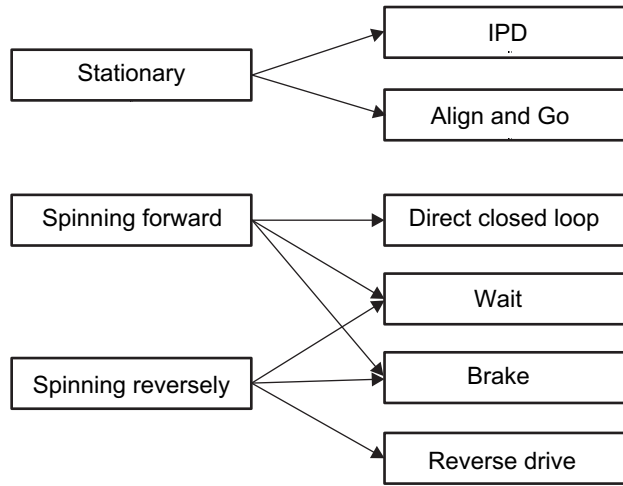 Stationary
IPD
Align and Go
Spinning forward
Direct closed loop
Wait
Spinning reversely
Brake
Reverse drive